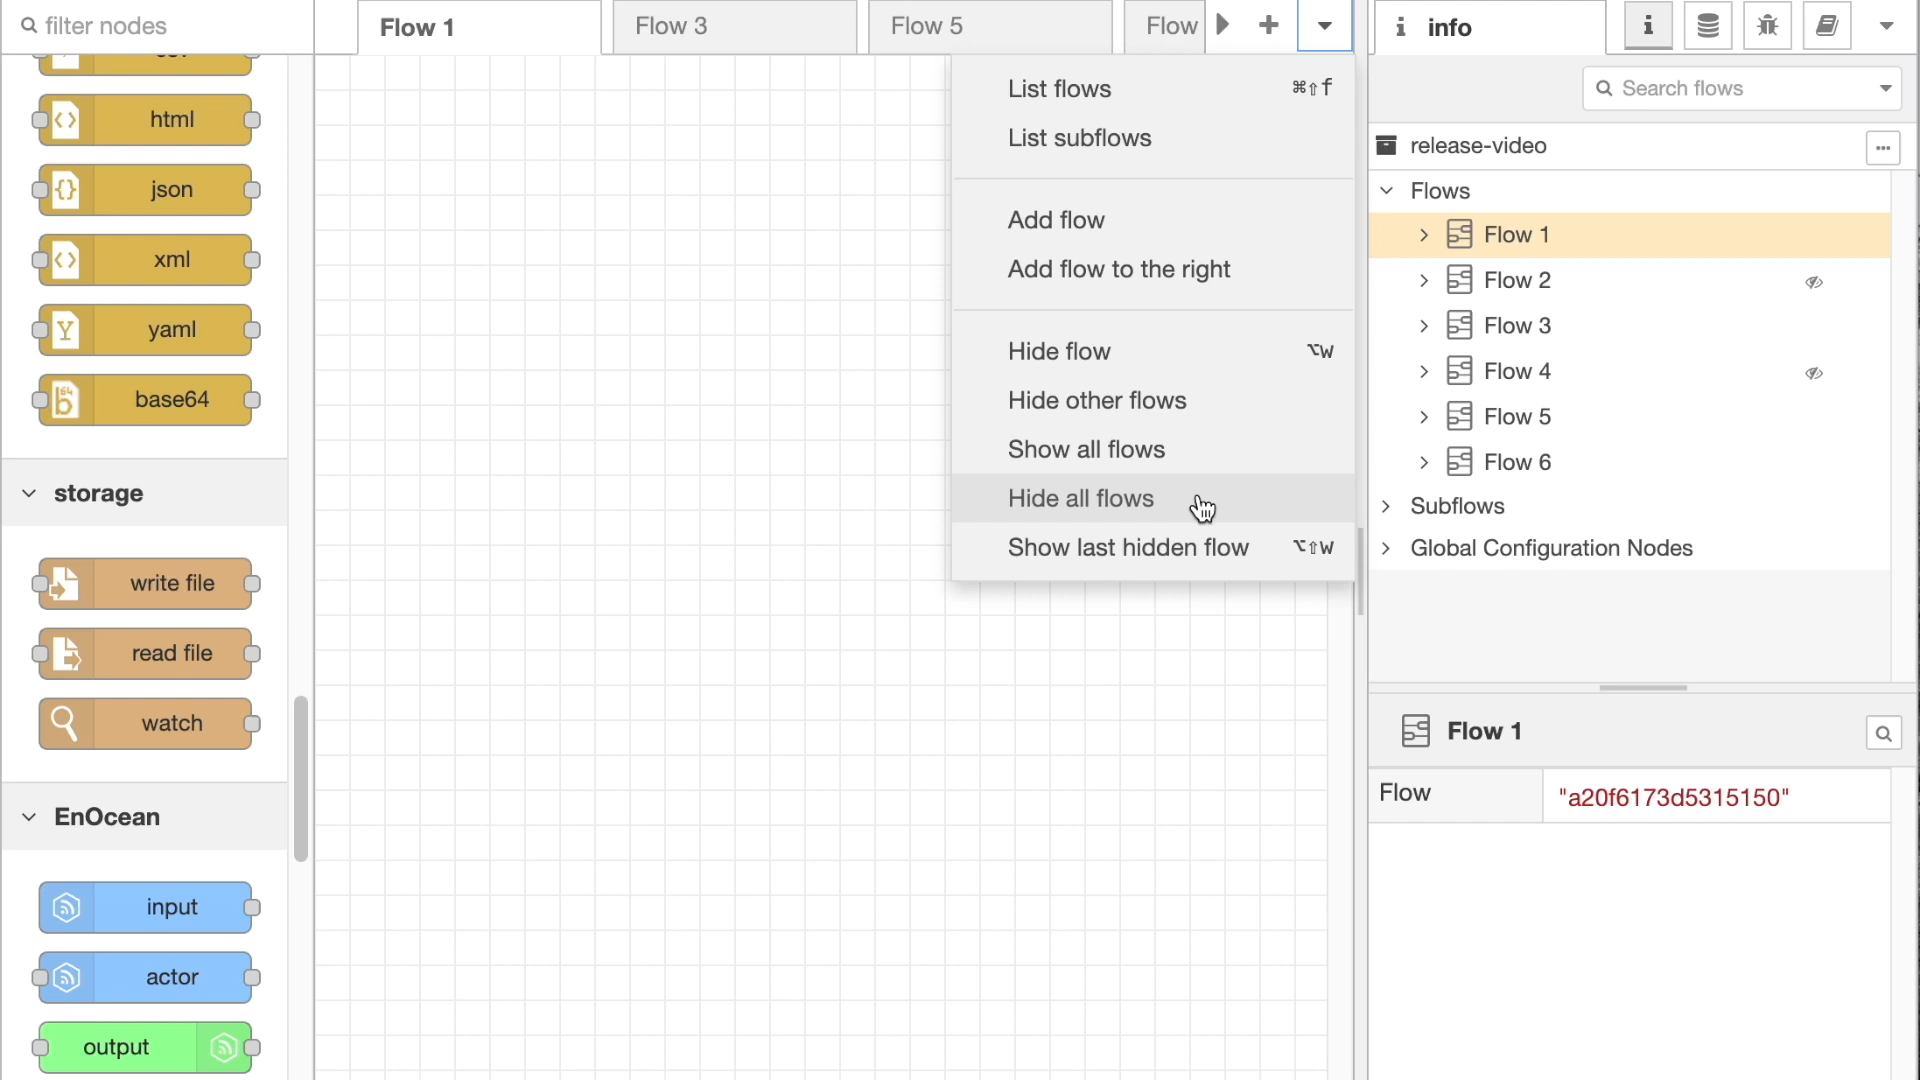 filter nodes
html
json
xml
yaml
base64
storage
write file
read file
watch
EnOcean
input
actor
output
Flow 1
Flow 3
Flow 5
Flow
List flows ⌘⇧f
List subflows
Add flow
Add flow to the right
Hide flow ⌥w
Hide other flows
Show all flows
Hide all flows
Show last hidden flow ⌥⇧w
i info
i
Search flows
release-video
...
Flows
Flow 1
Flow 2
Flow 3
Flow 4
Flow 5
Flow 6
Subflows
Global Configuration Nodes
Flow 1
Flow "a20f6173d5315150"